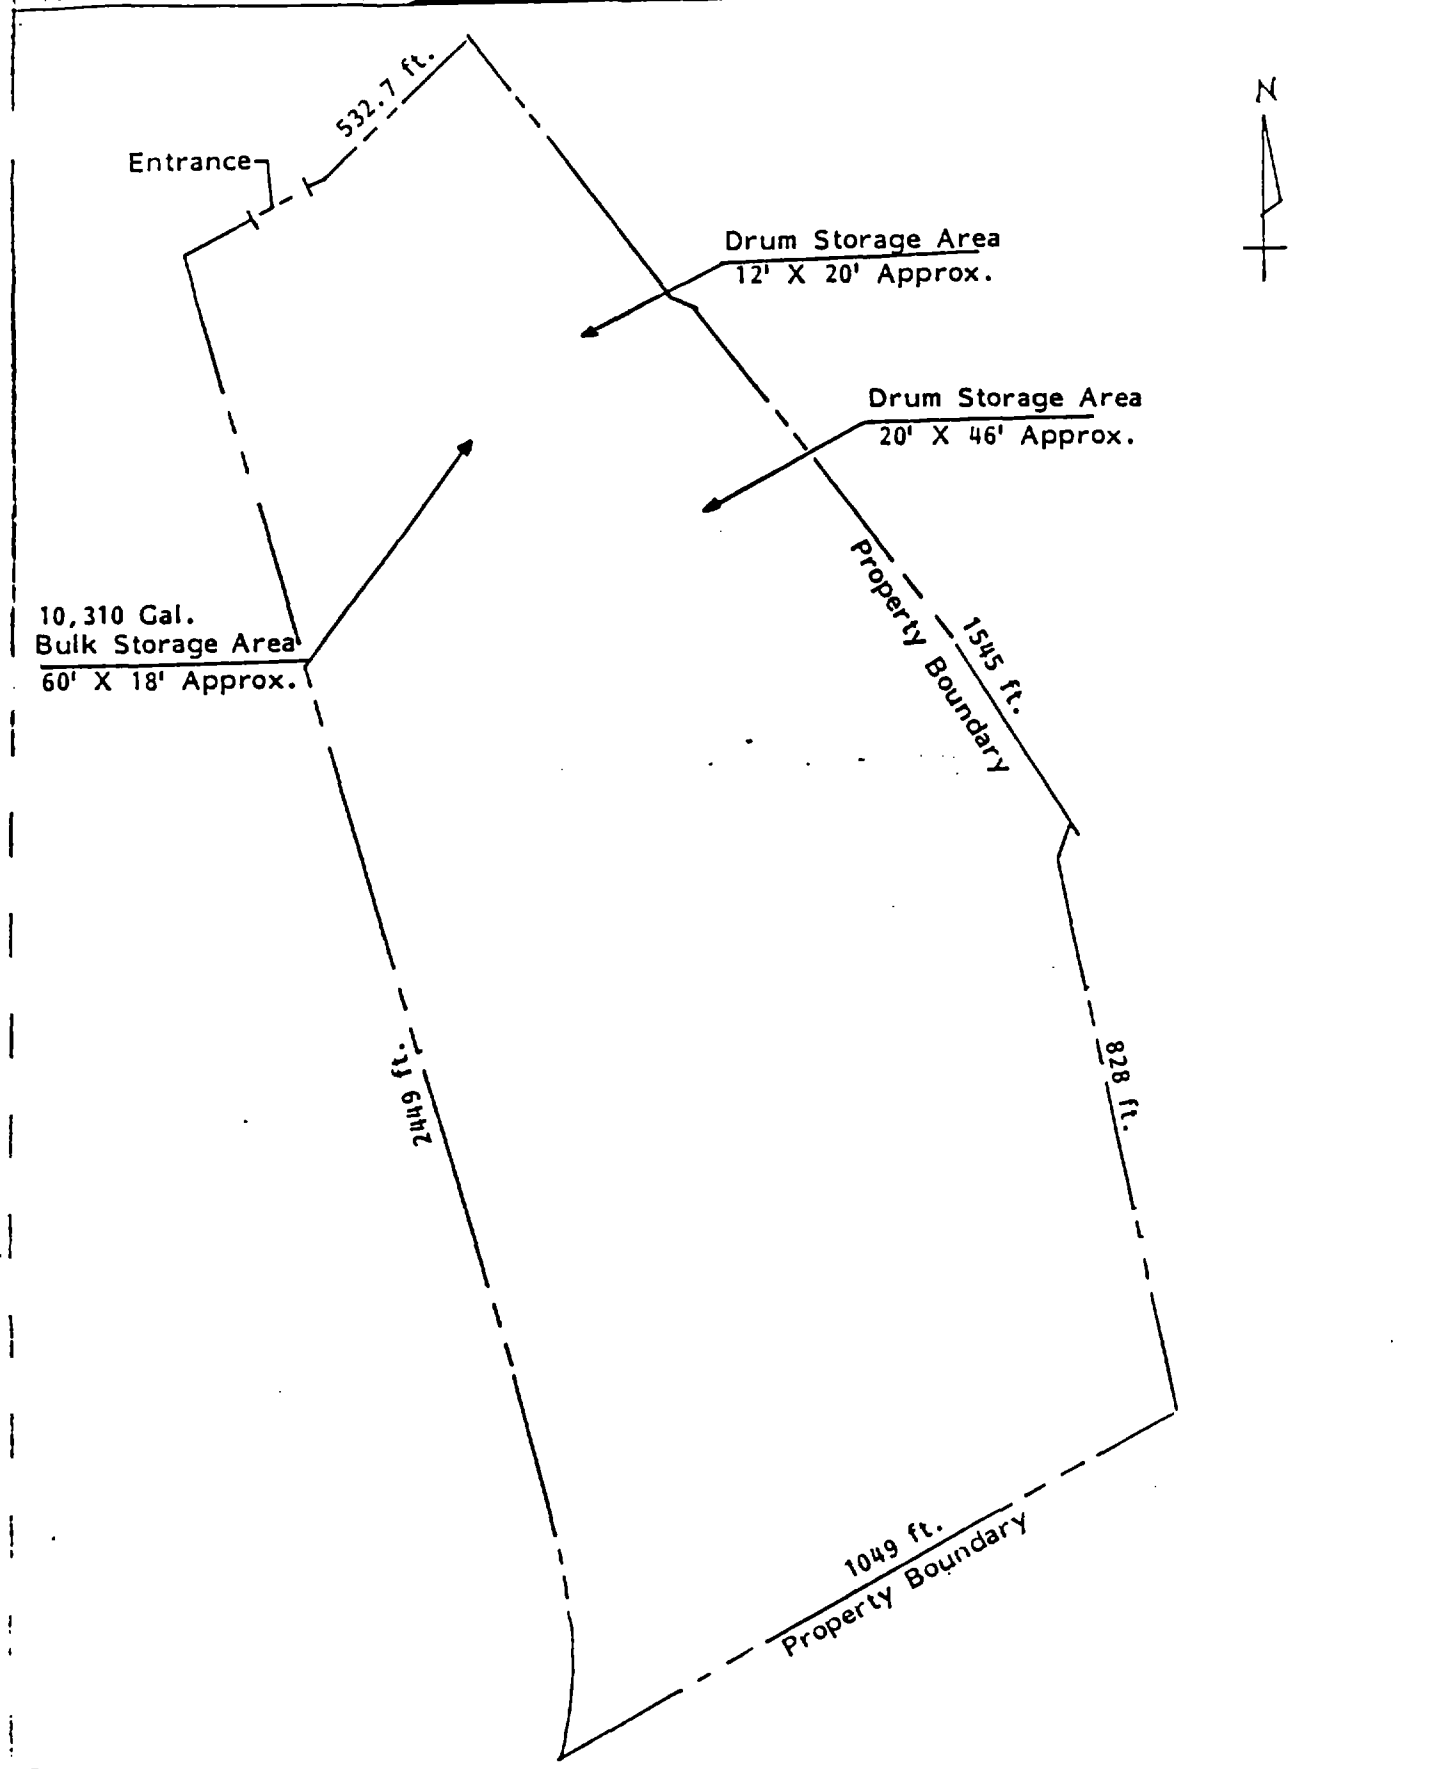 532.7 ft.
N
Entrance
Drum Storage Area
12' X 20' Approx.
Drum Storage Area
20' X 46' Approx.
Property Boundary
1545 ft.
10,310 Gal.
Bulk Storage Area
60' X 18' Approx.
2449 ft.
828 ft.
1049 ft.
Property Boundary